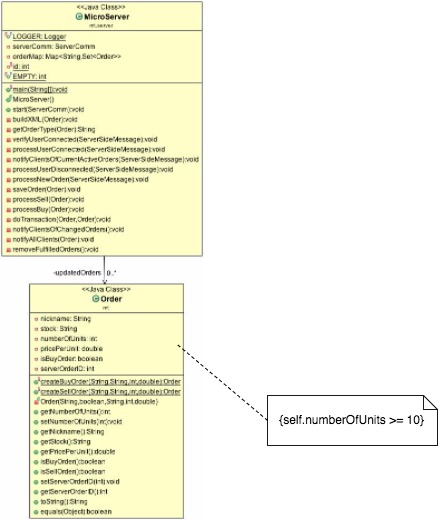 <<Java Class>>
MicroServer
mt.server
LOGGER: Logger
serverComm: ServerComm
orderMap: Map<String,Set<Order>>
id: int
EMPTY: int
main(String[]):void
MicroServer()
start(ServerComm):void
buildXML(Order):void
getOrderType(Order):String
verifyUserConnected(ServerSideMessage):void
processUserConnected(ServerSideMessage):void
notifyClientsOfCurrentActiveOrders(ServerSideMessage):void
processUserDisconnected(ServerSideMessage):void
processNewOrder(ServerSideMessage):void
saveOrder(Order):void
processSell(Order):void
processBuy(Order):void
doTransaction(Order,Order):void
notifyClientsOfChangedOrders():void
notifyAllClients(Order):void
removeFulfilledOrders():void
-updatedOrders 0..*
<<Java Class>>
Order
mt
nickname: String
stock: String
numberOfUnits: int
pricePerUnit: double
isBuyOrder: boolean
serverOrderID: int
createBuyOrder(String,String,int,double):Order
createSellOrder(String,String,int,double):Order
Order(String,boolean,String,int,double)
getNumberOfUnits():int
setNumberOfUnits(int):void
getNickname():String
getStock():String
getPricePerUnit():double
isBuyOrder():boolean
isSellOrder():boolean
setServerOrderID(int):void
getServerOrderID():int
toString():String
equals(Object):boolean
{self.numberOfUnits >= 10}